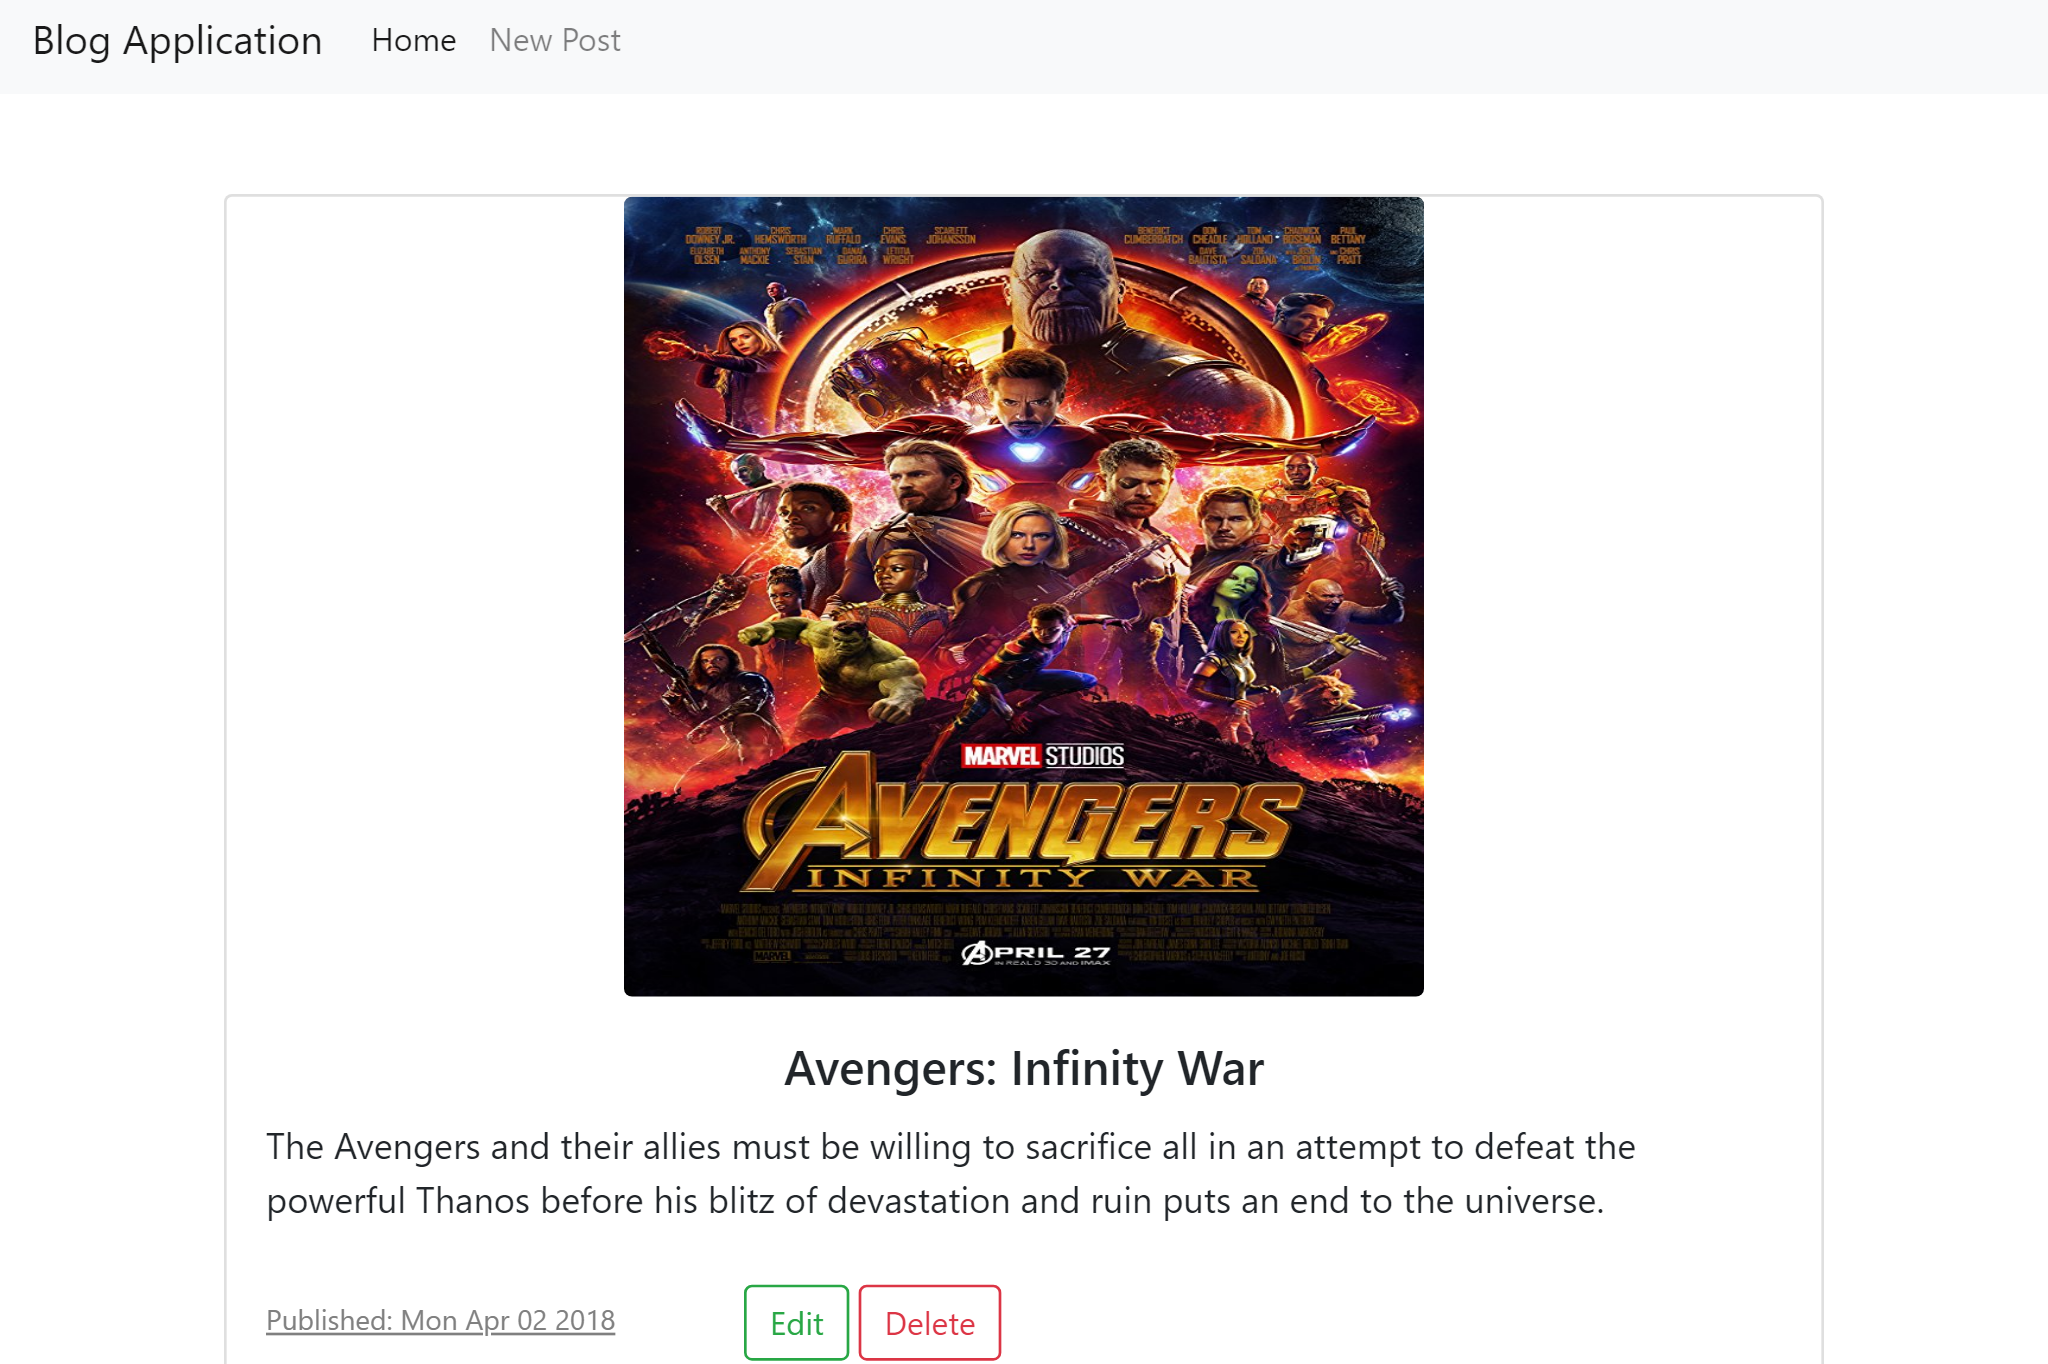 Blog Application Home New Post
ROBERT DOWNEY JR. CHRIS HEMSWORTH MARK RUFFALO CHRIS EVANS SCARLETT JOHANSSON BENEDICT CUMBERBATCH DON CHEADLE TOM HOLLAND CHADWICK BOSEMAN PAUL BETTANY
ELIZABETH OLSEN ANTHONY MACKIE SEBASTIAN STAN DANAI GURIRA LETITIA WRIGHT DAVE BAUTISTA ZOE SALDANA JOSH BROLIN CHRIS PRATT
MARVEL STUDIOS
AVENGERS
INFINITY WAR
APRIL 27
IN REAL D 3D AND IMAX
MARVEL
Avengers: Infinity War
The Avengers and their allies must be willing to sacrifice all in an attempt to defeat the
powerful Thanos before his blitz of devastation and ruin puts an end to the universe.
Published: Mon Apr 02 2018 Edit Delete